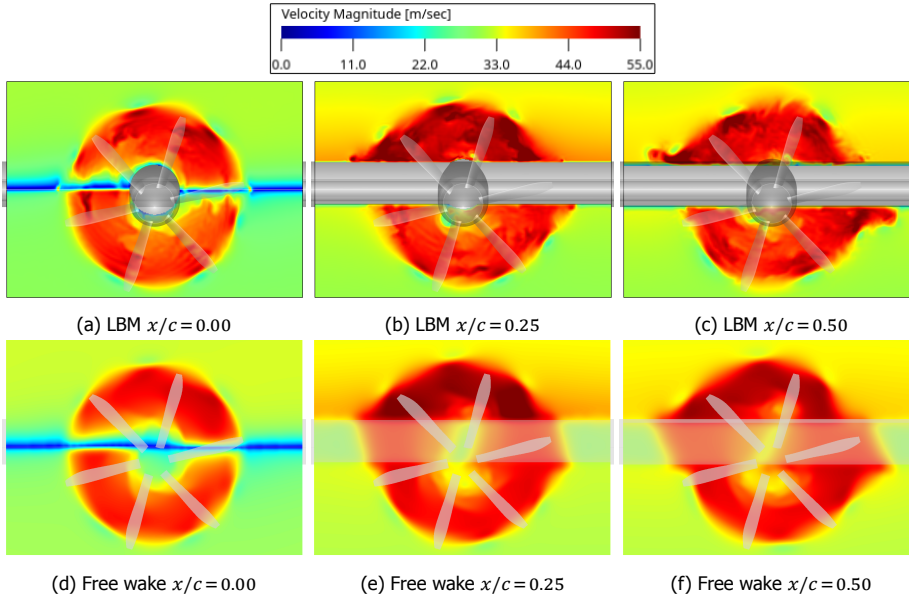 Velocity Magnitude [m/sec]
0.0 11.0 22.0 33.0 44.0 55.0
(a) LBM x/c = 0.00
(b) LBM x/c = 0.25
(c) LBM x/c = 0.50
(d) Free wake x/c = 0.00
(e) Free wake x/c = 0.25
(f) Free wake x/c = 0.50